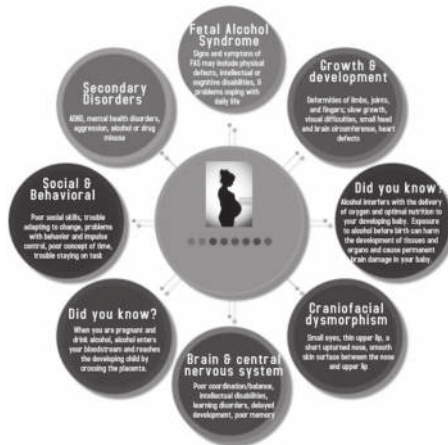 Fetal Alcohol
Syndrome
Signs and symptoms of
FAS may include physical
defects, intellectual or
cognitive disabilities, &
problems coping with
daily life
Growth &
development
Deformities of limbs, joints,
and fingers; slow growth,
visual difficulties, small head
and brain circumference, heart
defects
Did you know?
Alcohol interfers with the delivery
of oxygen and optimal nutrition to
your developing baby. Exposure
to alcohol before birth can harm
the development of tissues and
organs and cause permanent
brain damage in your baby.
Craniofacial
dysmorphism
Small eyes, thin upper lip, a
short upturned nose, smooth
skin surface between the nose
and upper lip
Brain & central
nervous system
Poor coordination/balance,
intellectual disabilities,
learning disorders, delayed
development, poor memory
Did you know?
When you are pregnant and
drink alcohol, alcohol enters
your bloodstream and reaches
the developing child by
crossing the placenta.
Social &
Behavioral
Poor social skills, trouble
adapting to change, problems
with behavior and impulse
control, poor concept of time,
trouble staying on task
Secondary
Disorders
ADHD, mental health disorders,
aggression, alcohol or drug
misuse